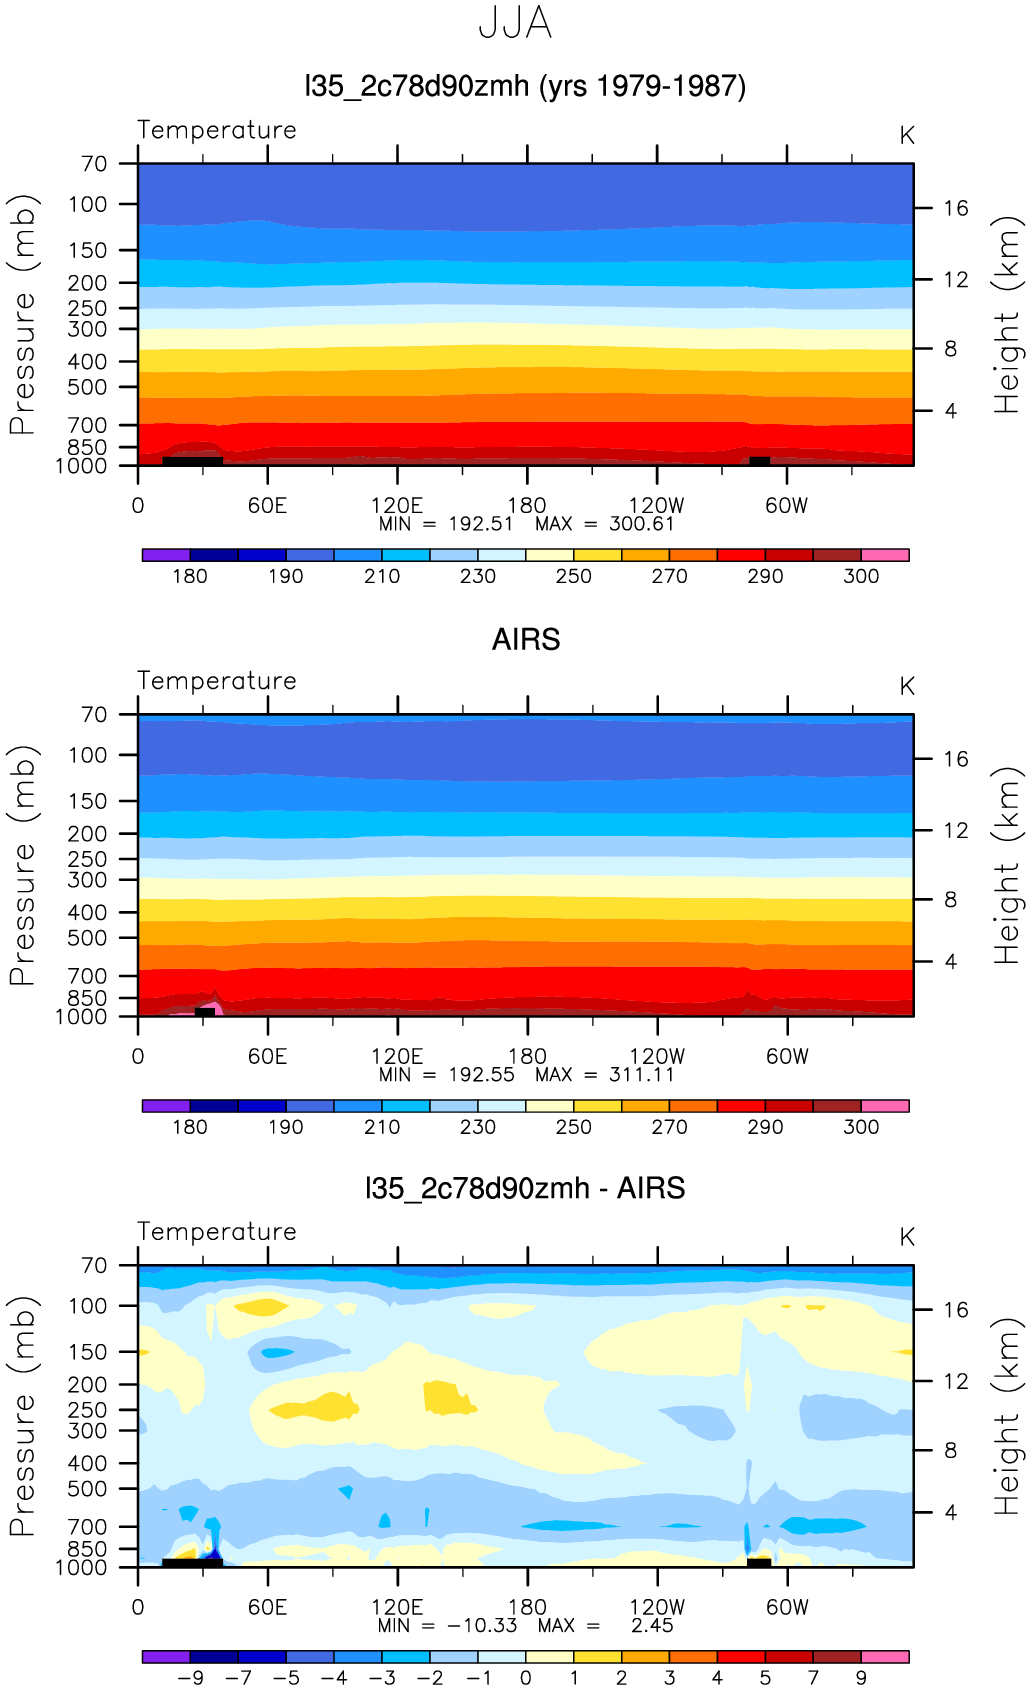 JJA
l35_2c78d90zmh (yrs 1979-1987)
Temperature K
70
100
150
200
250
300
400
500
700
850
1000
Pressure (mb)
16
12
8
4
Height (km)
0 60E 120E 180 120W 60W
MIN = 192.51 MAX = 300.61
180 190 210 230 250 270 290 300
AIRS
Temperature K
70
100
150
200
250
300
400
500
700
850
1000
Pressure (mb)
16
12
8
4
Height (km)
0 60E 120E 180 120W 60W
MIN = 192.55 MAX = 311.11
180 190 210 230 250 270 290 300
l35_2c78d90zmh - AIRS
Temperature K
70
100
150
200
250
300
400
500
700
850
1000
Pressure (mb)
16
12
8
4
Height (km)
0 60E 120E 180 120W 60W
MIN = -10.33 MAX = 2.45
-9 -7 -5 -4 -3 -2 -1 0 1 2 3 4 5 7 9